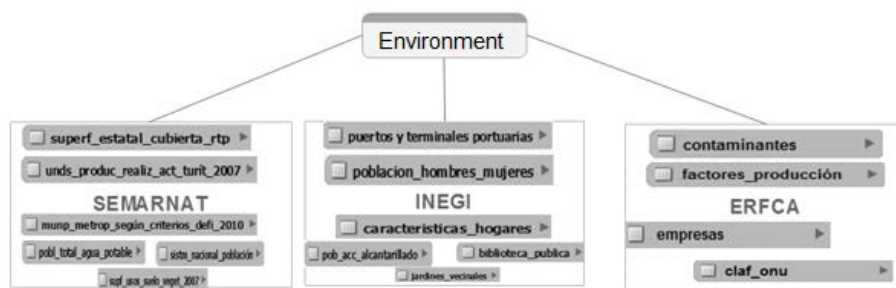 Environment
superf_estatal_cubierta_rtp
unds_produc_realiz_act_turit_2007
SEMARNAT
munp_metrop_según_criterios_defi_2010
pobl_total_agua_potable
sistm_nacional_población
supf_usos_suelo_veget_2007
puertos y terminales portuarias
poblacion_hombres_mujeres
INEGI
caracteristicas_hogares
pob_acc_alcantarillado
biblioteca_publica
jardines_vecinales
contaminantes
factores_producción
ERFCA
empresas
claf_onu